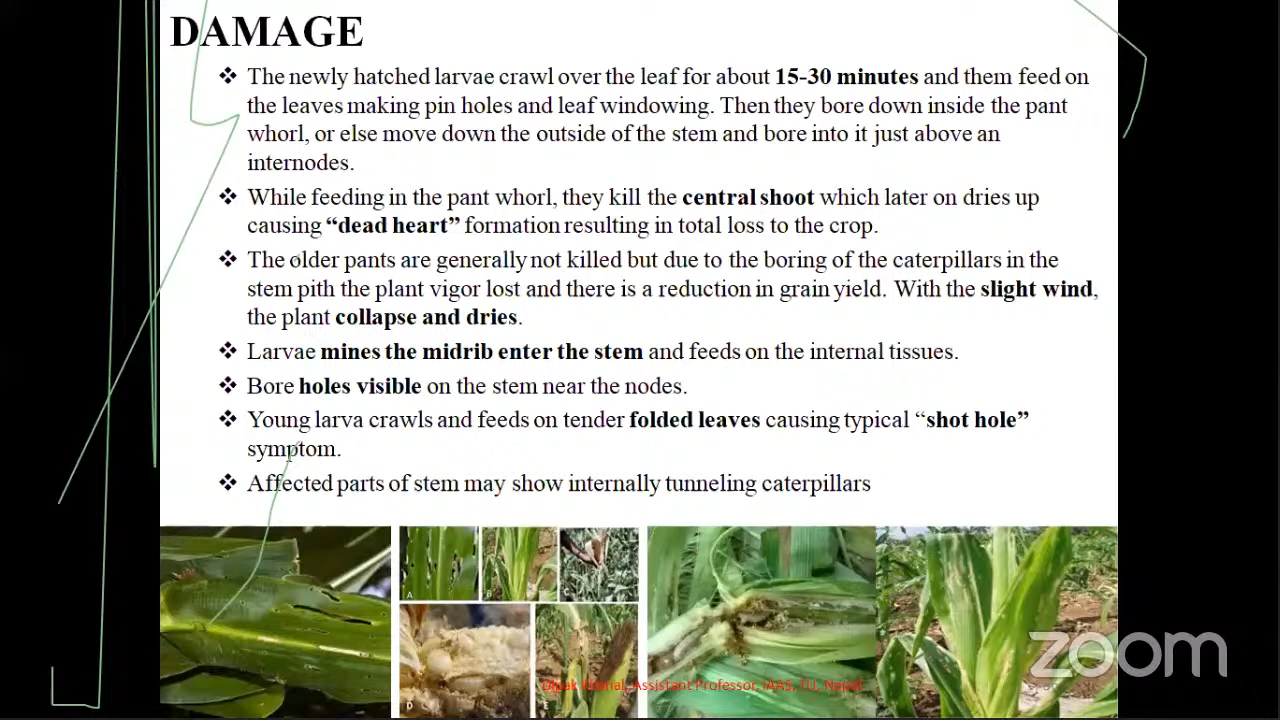 DAMAGE
❖ The newly hatched larvae crawl over the leaf for about 15-30 minutes and them feed on
the leaves making pin holes and leaf windowing. Then they bore down inside the pant
whorl, or else move down the outside of the stem and bore into it just above an
internodes.
❖ While feeding in the pant whorl, they kill the central shoot which later on dries up
causing “dead heart” formation resulting in total loss to the crop.
❖ The older pants are generally not killed but due to the boring of the caterpillars in the
stem pith the plant vigor lost and there is a reduction in grain yield. With the slight wind,
the plant collapse and dries.
❖ Larvae mines the midrib enter the stem and feeds on the internal tissues.
❖ Bore holes visible on the stem near the nodes.
❖ Young larva crawls and feeds on tender folded leaves causing typical “shot hole”
symptom.
❖ Affected parts of stem may show internally tunneling caterpillars
A B C
D E
Assistant Professor, IAAS, TU, Nepal
zoom